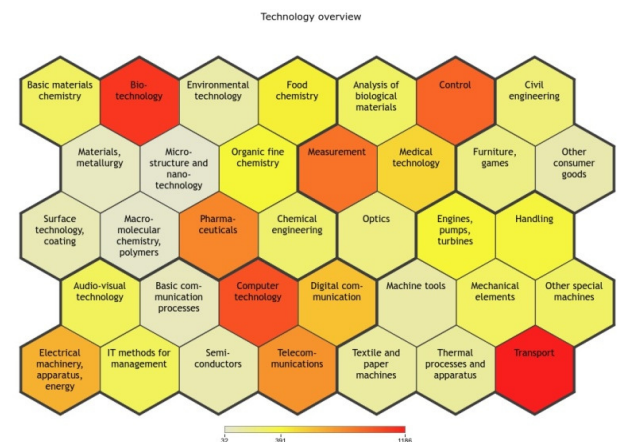 Technology overview
Basic materials
chemistry
Bio-
technology
Environmental
technology
Food
chemistry
Analysis of
biological
materials
Control
Civil
engineering
Materials,
metallurgy
Micro-
structure and
nano-
technology
Organic fine
chemistry
Measurement
Medical
technology
Furniture,
games
Other
consumer
goods
Surface
technology,
coating
Macro-
molecular
chemistry,
polymers
Pharma-
ceuticals
Chemical
engineering
Optics
Engines,
pumps,
turbines
Handling
Audio-visual
technology
Basic com-
munication
processes
Computer
technology
Digital com-
munication
Machine tools
Mechanical
elements
Other special
machines
Electrical
machinery,
apparatus,
energy
IT methods for
management
Semi-
conductors
Telecom-
munications
Textile and
paper
machines
Thermal
processes and
apparatus
Transport
32
391
1186